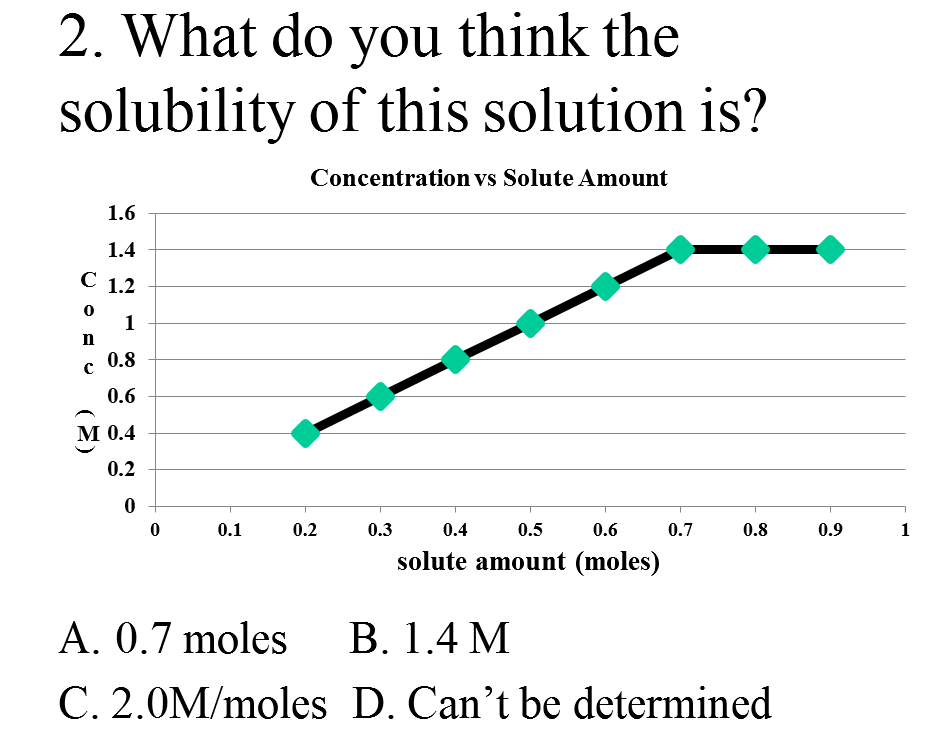 2. What do you think the
solubility of this solution is?
Concentration vs Solute Amount
1.6
1.4
1.2
1
0.8
0.6
0.4
0.2
0
Conc (M)
0 0.1 0.2 0.3 0.4 0.5 0.6 0.7 0.8 0.9 1
solute amount (moles)
A. 0.7 moles B. 1.4 M
C. 2.0M/moles D. Can’t be determined